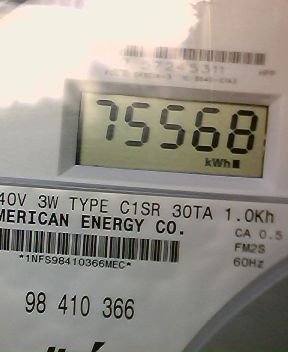 75568
kWh
40V 3W TYPE C1SR 30TA 1.0Kh
MERICAN ENERGY CO.
CA 0.5
FM2S
60Hz
*1NFS98410366MEC*
98 410 366